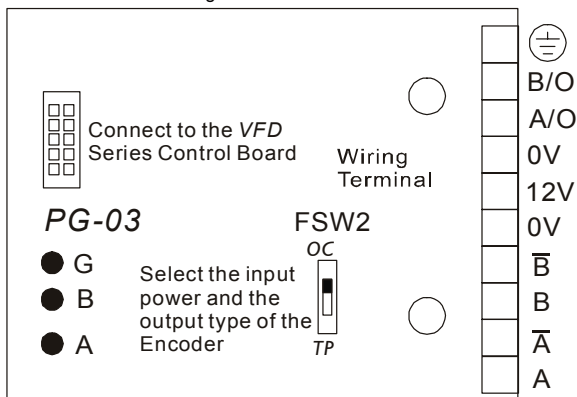 Connect to the VFD
Series Control Board
Wiring
Terminal
PG-03
FSW2
OC
TP
G
B
A
Select the input
power and the
output type of the
Encoder
B/O
A/O
0V
12V
0V
B̅
B
A̅
A